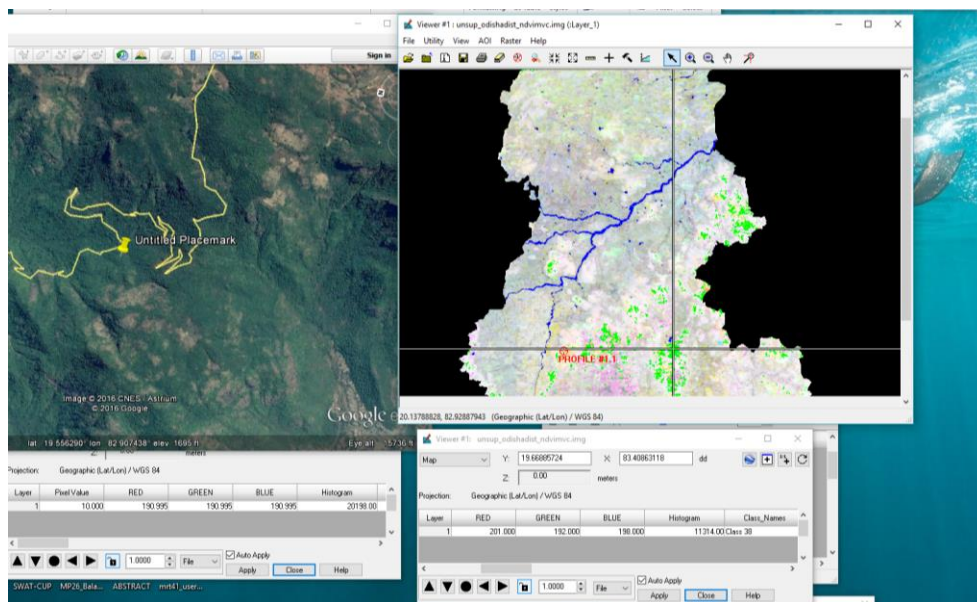 Viewer #1 : unsup_odishadist_ndvimvc.img (:Layer_1)
File Utility View AOI Raster Help
Sign in
Untitled Placemark
PROFILE #1.1
Image © 2016 CNES - Astrium
© 2016 Google
Google e
20.13788828, 82.92887943 (Geographic (Lat/Lon) / WGS 84)
lat 19.556290° lon 82.907438° elev 1695 ft
Eye alt 15736 ft
Viewer #1: unsup_odishadist_ndvimvc.img
Map
Y: 19.66885724
X: 83.40863118
dd
Z: 0.00 meters
Projection: Geographic (Lat/Lon) / WGS 84
Layer RED GREEN BLUE Histogram Class_Names
1 201.000 192.000 198.000 11314.00 Class 38
1.0000 File
Auto Apply
Apply Close Help
Z: meters
Projection: Geographic (Lat/Lon) / WGS 84
Layer Pixel Value RED GREEN BLUE Histogram
1 10.000 190.995 190.995 190.995 20198.00
1.0000 File
Auto Apply
Apply Close Help
SWAT-CUP MP26_Bala... ABSTRACT mrt41_user...